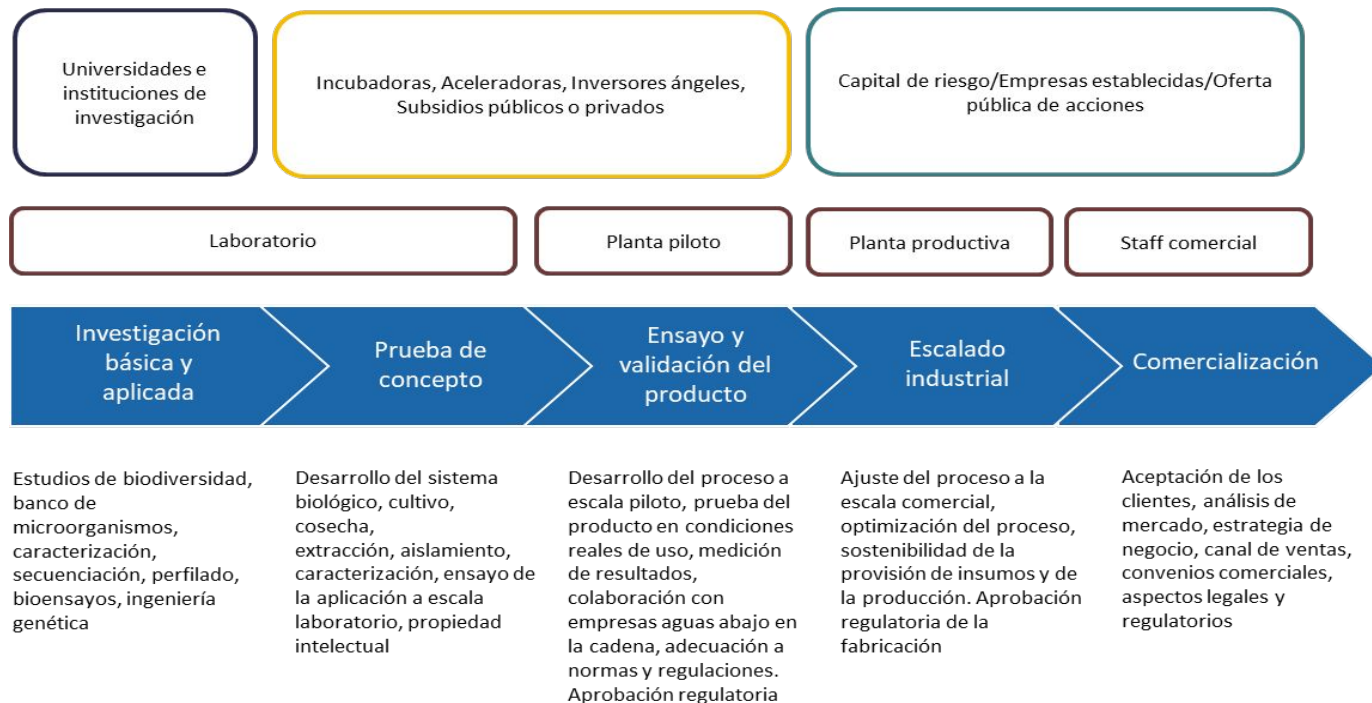 Universidades e
instituciones de
investigación
Incubadoras, Aceleradoras, Inversores ángeles,
Subsidios públicos o privados
Capital de riesgo/Empresas establecidas/Oferta
pública de acciones
Laboratorio
Planta piloto
Planta productiva
Staff comercial
Investigación
básica y
aplicada
Prueba de
concepto
Ensayo y
validación del
producto
Escalado
industrial
Comercialización
Estudios de biodiversidad,
banco de
microorganismos,
caracterización,
secuenciación, perfilado,
bioensayos, ingeniería
genética
Desarrollo del sistema
biológico, cultivo,
cosecha,
extracción, aislamiento,
caracterización, ensayo de
la aplicación a escala
laboratorio, propiedad
intelectual
Desarrollo del proceso a
escala piloto, prueba del
producto en condiciones
reales de uso, medición
de resultados,
colaboración con
empresas aguas abajo en
la cadena, adecuación a
normas y regulaciones.
Aprobación regulatoria
Ajuste del proceso a la
escala comercial,
optimización del proceso,
sostenibilidad de la
provisión de insumos y de
la producción. Aprobación
regulatoria de la
fabricación
Aceptación de los
clientes, análisis de
mercado, estrategia de
negocio, canal de ventas,
convenios comerciales,
aspectos legales y
regulatorios